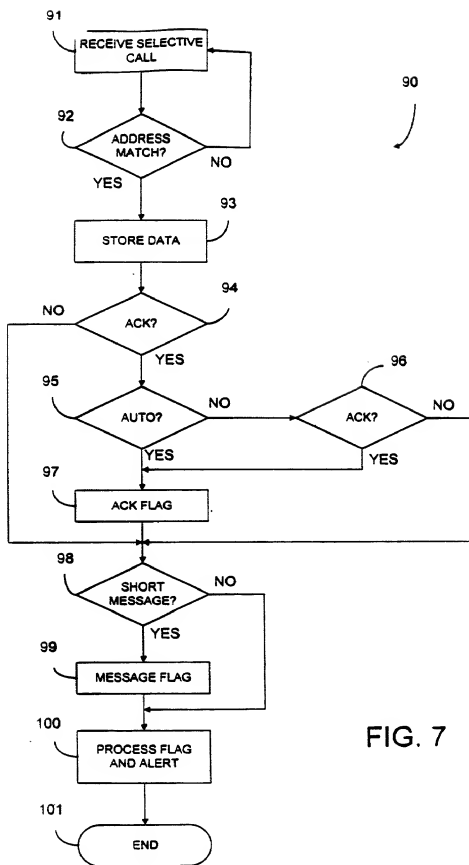 91
RECEIVE SELECTIVE
CALL
90
92
ADDRESS
MATCH?
NO
YES
93
STORE DATA
94
NO
ACK?
YES
96
95
AUTO?
NO
ACK?
NO
YES
YES
97
ACK FLAG
98
SHORT
MESSAGE?
NO
YES
99
MESSAGE FLAG
100
PROCESS FLAG
AND ALERT
FIG. 7
101
END